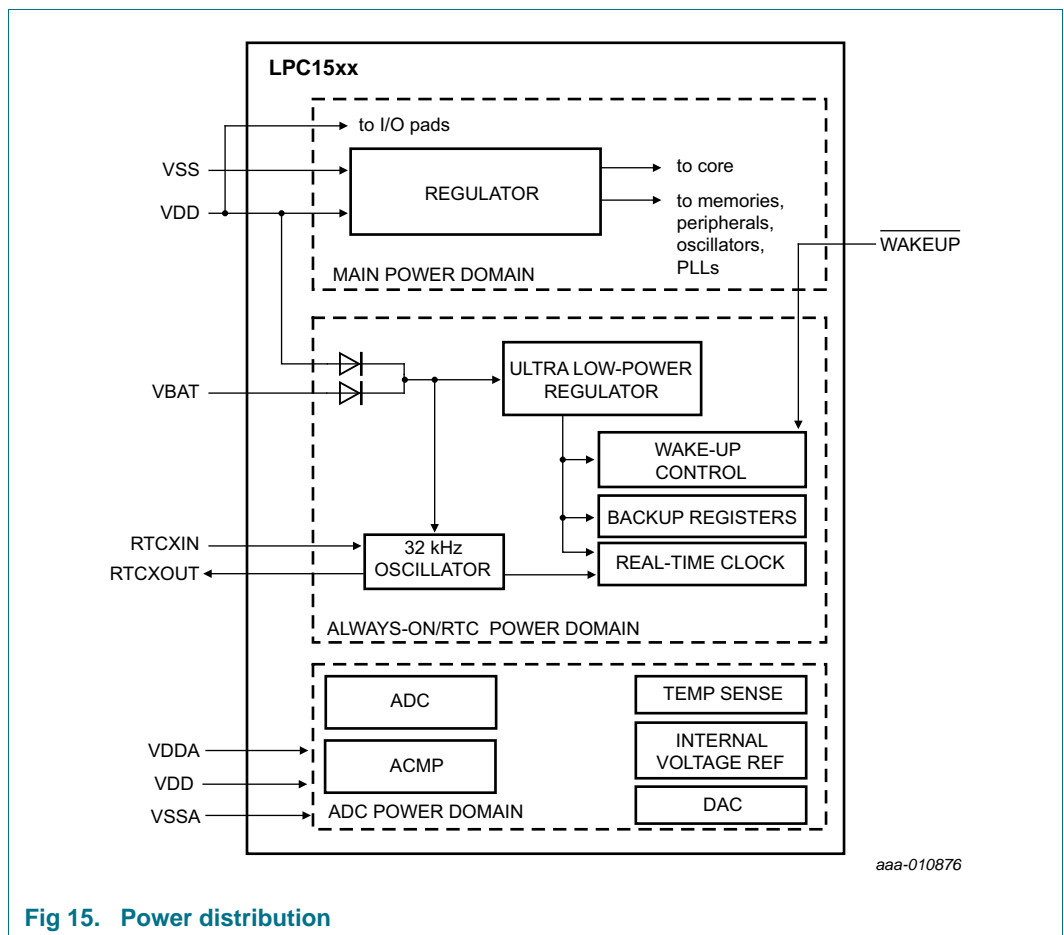 LPC15xx
to I/O pads
VSS
VDD
REGULATOR
to core
to memories,
peripherals,
oscillators,
PLLs
WAKEUP
MAIN POWER DOMAIN
VBAT
ULTRA LOW-POWER
REGULATOR
WAKE-UP
CONTROL
BACKUP REGISTERS
REAL-TIME CLOCK
RTCXIN
RTCXOUT
32 kHz
OSCILLATOR
ALWAYS-ON/RTC POWER DOMAIN
ADC
TEMP SENSE
ACMP
INTERNAL
VOLTAGE REF
DAC
VDDA
VDD
VSSA
ADC POWER DOMAIN
aaa-010876
Fig 15. Power distribution